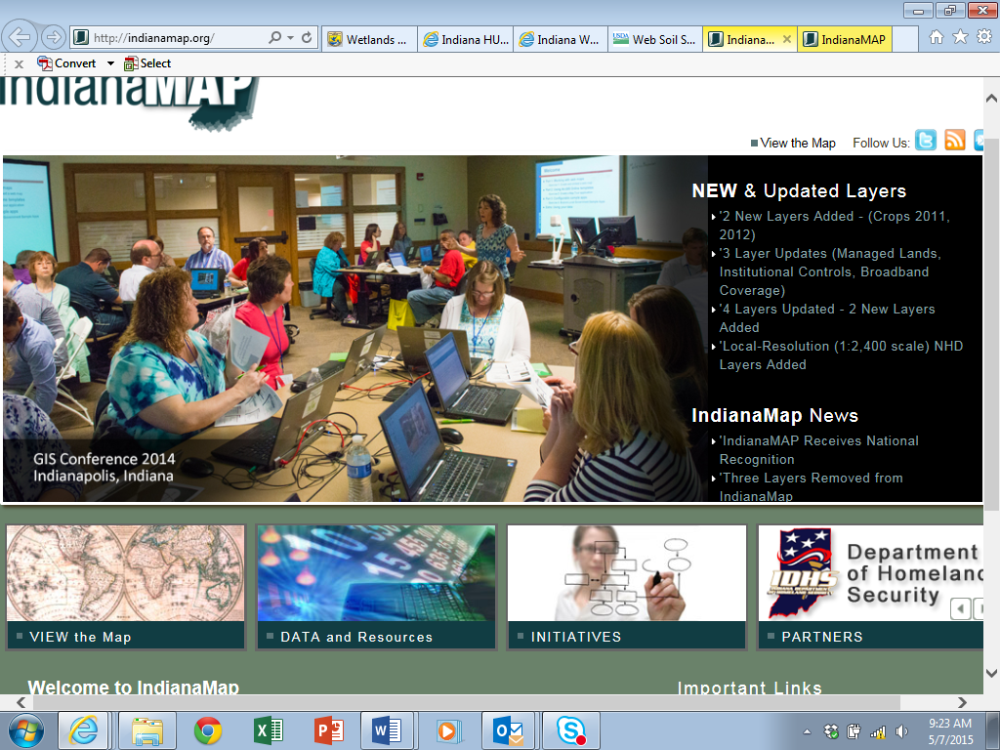 http://indianamap.org/
Wetlands ...
Indiana HU...
Indiana W...
USDA
Web Soil S...
Indiana...
IndianaMAP
Convert
Select
IndianaMAP
View the Map
Follow Us:
NEW & Updated Layers
'2 New Layers Added - (Crops 2011,
2012)
'3 Layer Updates (Managed Lands,
Institutional Controls, Broadband
Coverage)
'4 Layers Updated - 2 New Layers
Added
'Local-Resolution (1:2,400 scale) NHD
Layers Added
IndianaMap News
'IndianaMAP Receives National
Recognition
'Three Layers Removed from
IndianaMap
GIS Conference 2014
Indianapolis, Indiana
IDHS
Department
of Homeland
Security
VIEW the Map
DATA and Resources
INITIATIVES
PARTNERS
Welcome to IndianaMap
Important Links
9:23 AM
5/7/2015